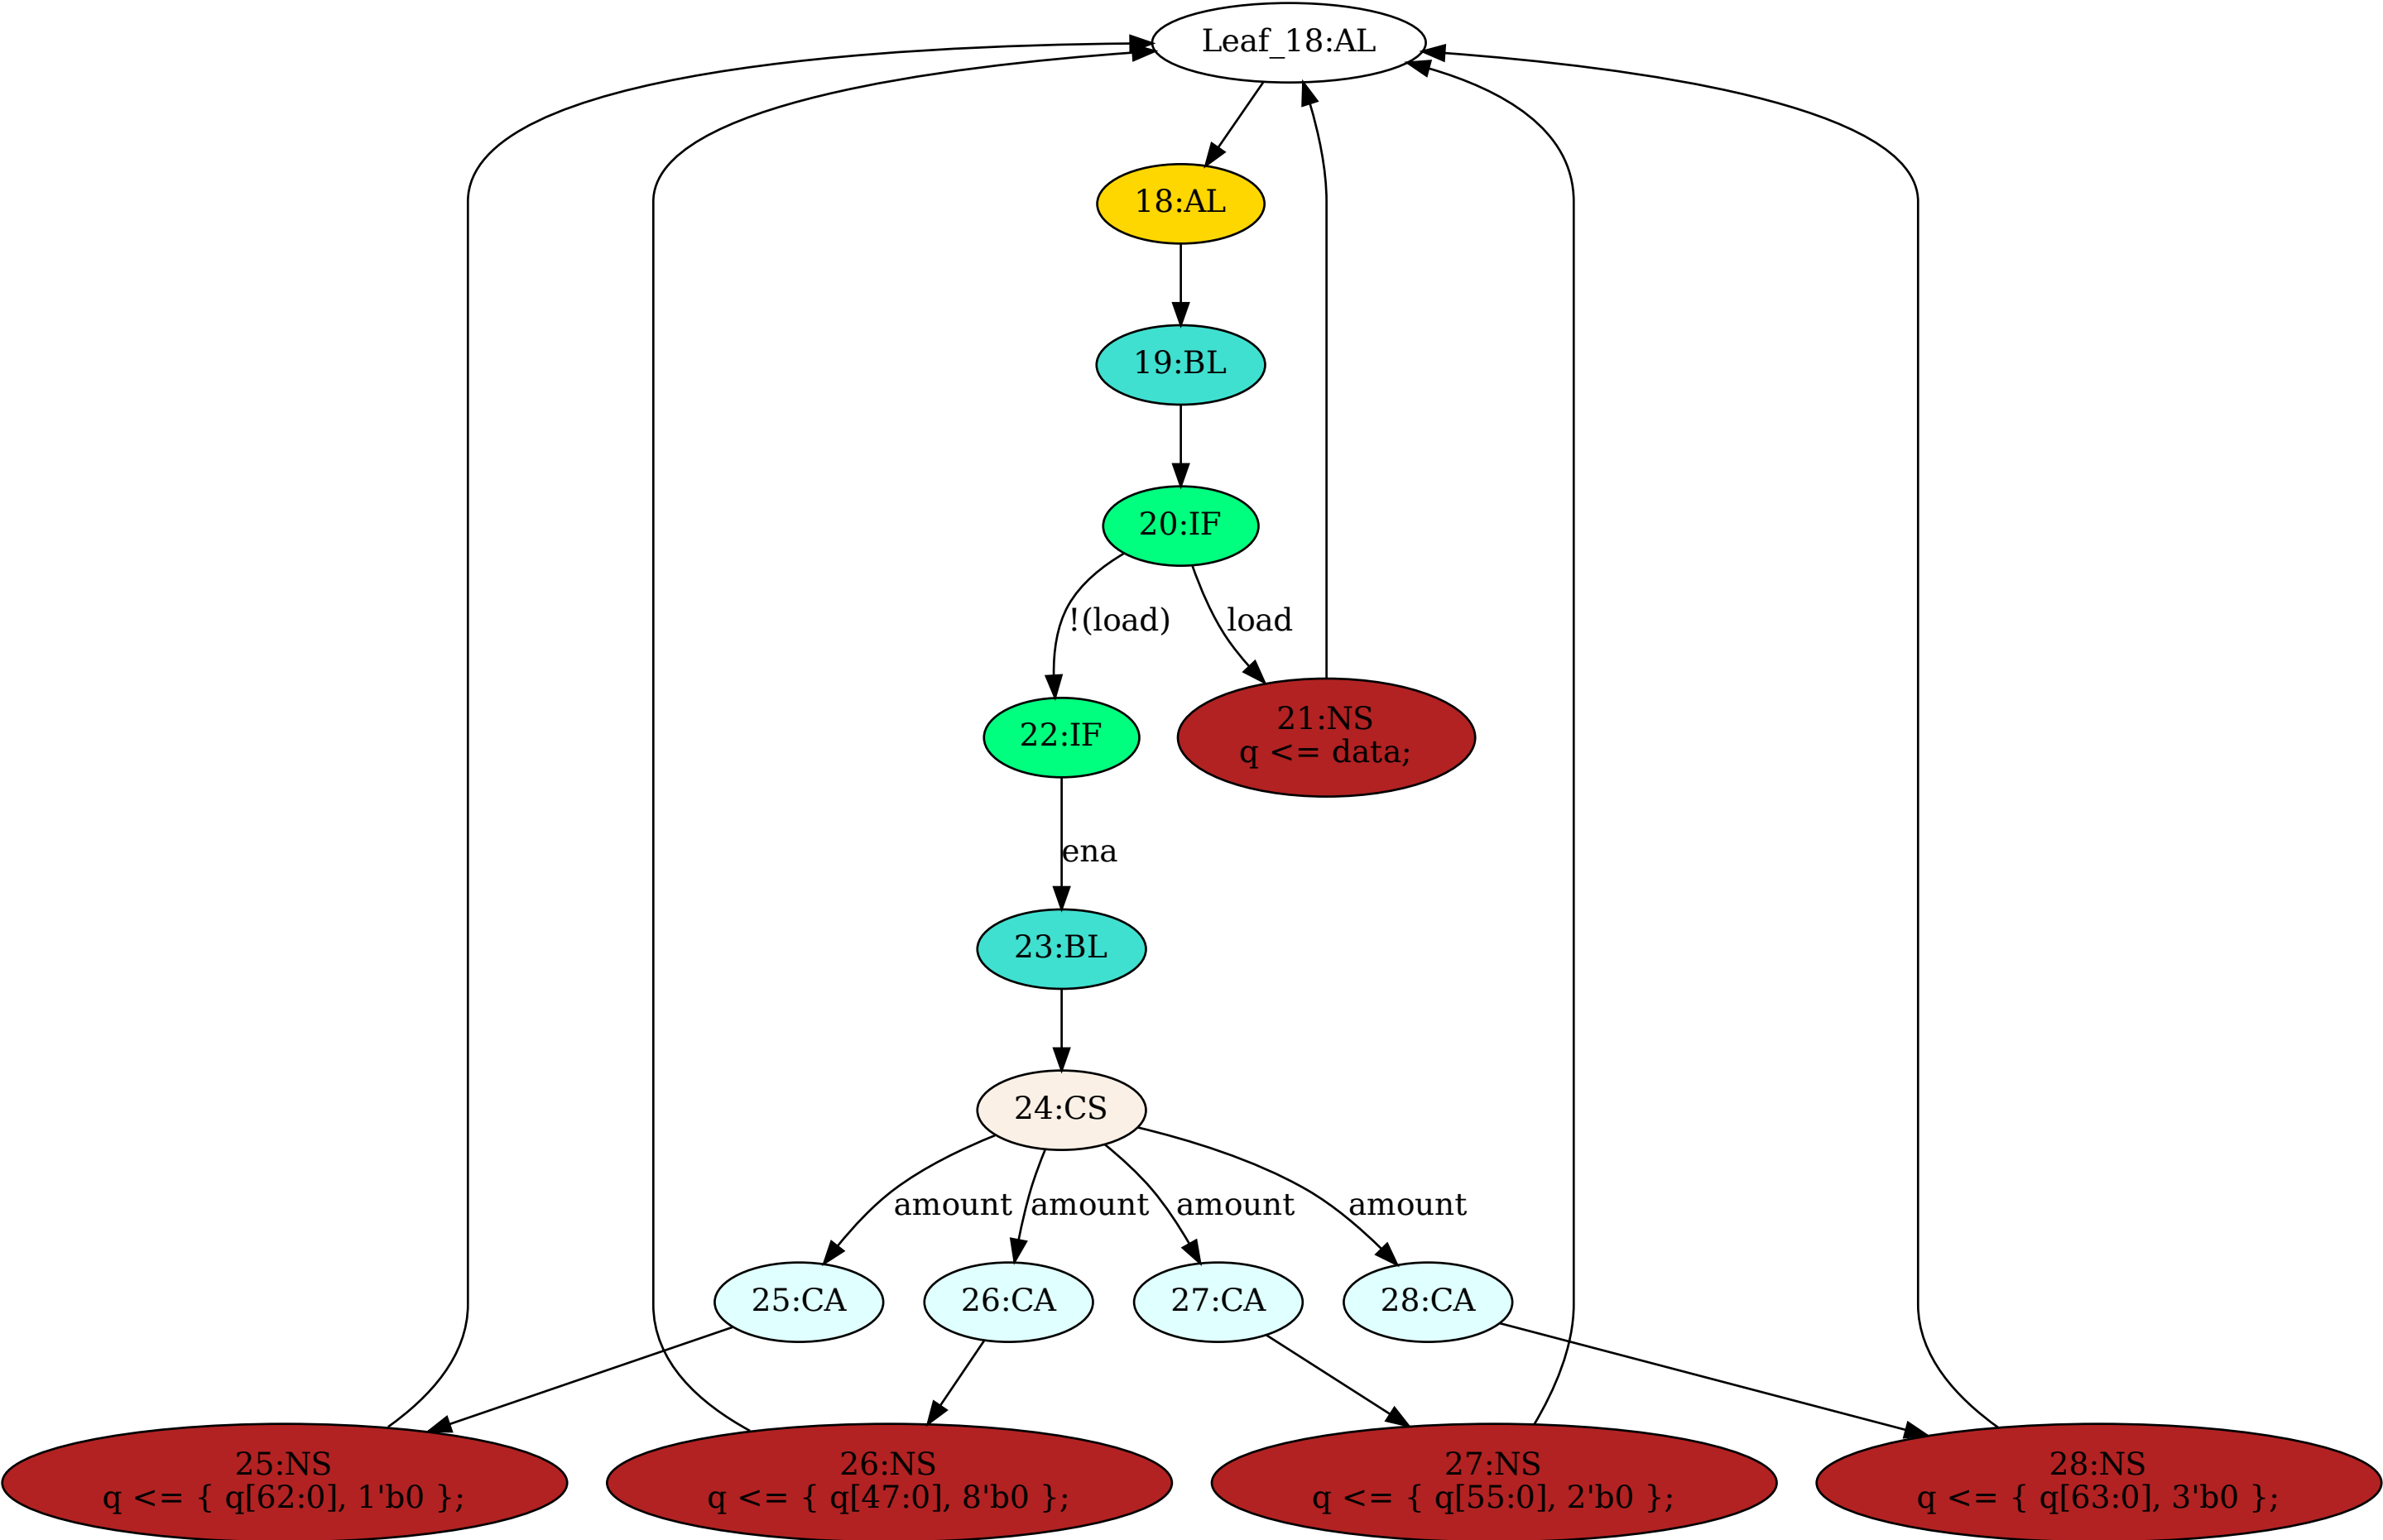 Leaf_18:AL
18:AL
19:BL
20:IF
!(load)
load
22:IF
21:NS
q <= data;
ena
23:BL
24:CS
amount
amount
amount
amount
25:CA
26:CA
27:CA
28:CA
25:NS
q <= { q[62:0], 1'b0 };
26:NS
q <= { q[47:0], 8'b0 };
27:NS
q <= { q[55:0], 2'b0 };
28:NS
q <= { q[63:0], 3'b0 };